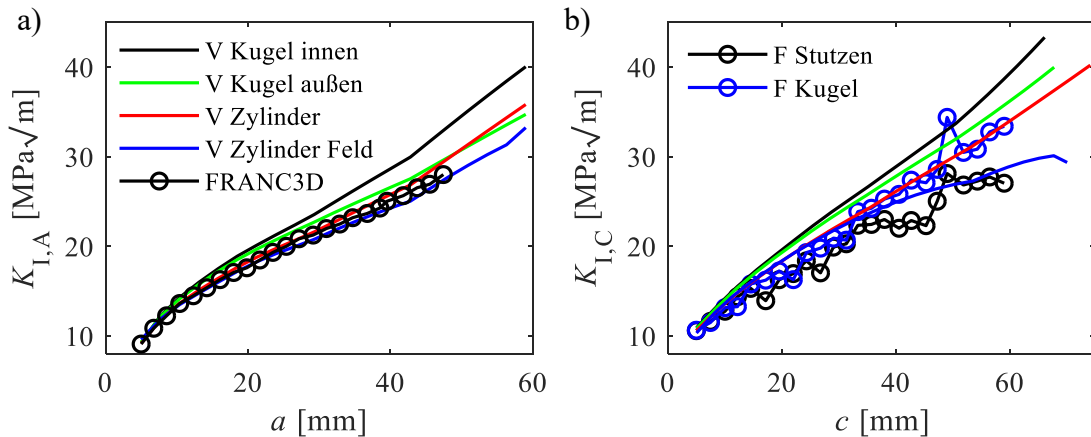 a)
K_I,A [MPa√m]
40
30
20
10
V Kugel innen
V Kugel außen
V Zylinder
V Zylinder Feld
FRANC3D
0
20
40
60
a [mm]
b)
K_I,C [MPa√m]
40
30
20
10
F Stutzen
F Kugel
0
20
40
60
c [mm]